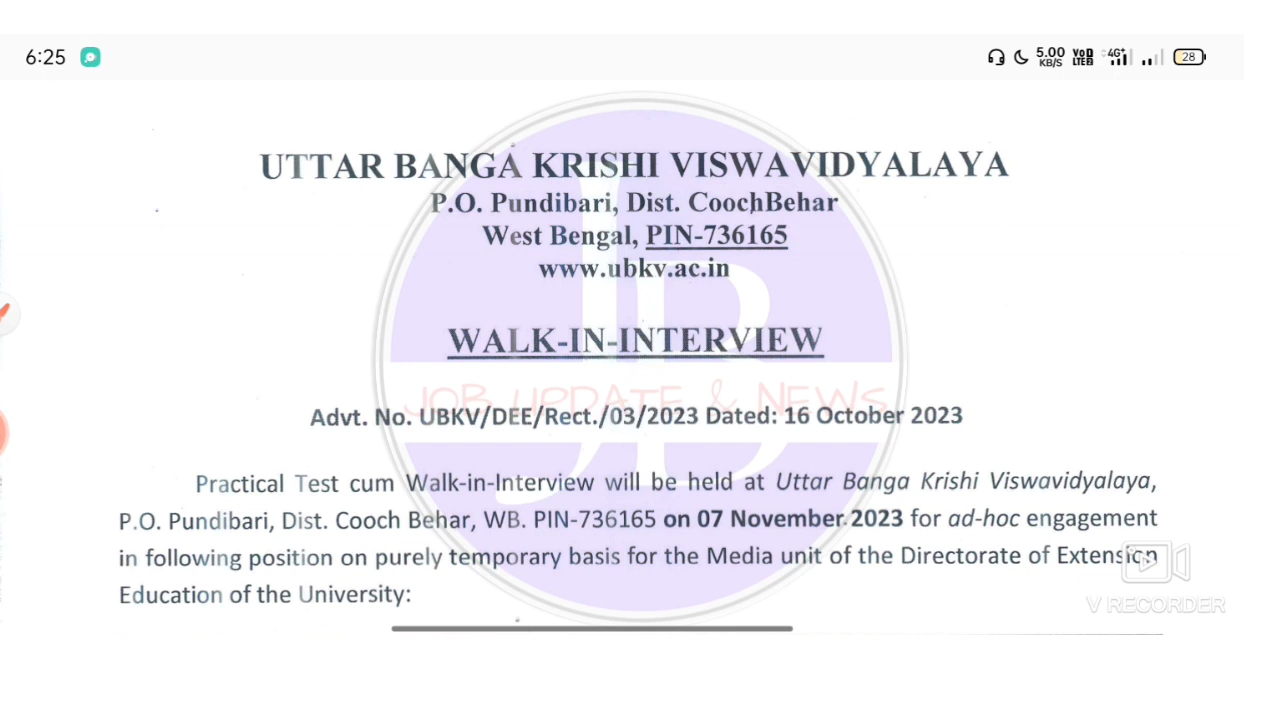 6:25
5.00 KB/S VoD LTE2 4G+ 28
UTTAR BANGA KRISHI VISWAVIDYALAYA
P.O. Pundibari, Dist. CoochBehar
West Bengal, PIN-736165
www.ubkv.ac.in
WALK-IN-INTERVIEW
JOB UPDATE & NEWS
Advt. No. UBKV/DEE/Rect./03/2023 Dated: 16 October 2023
Practical Test cum Walk-in-Interview will be held at Uttar Banga Krishi Viswavidyalaya,
P.O. Pundibari, Dist. Cooch Behar, WB. PIN-736165 on 07 November 2023 for ad-hoc engagement
in following position on purely temporary basis for the Media unit of the Directorate of Extension
Education of the University:
V RECORDER